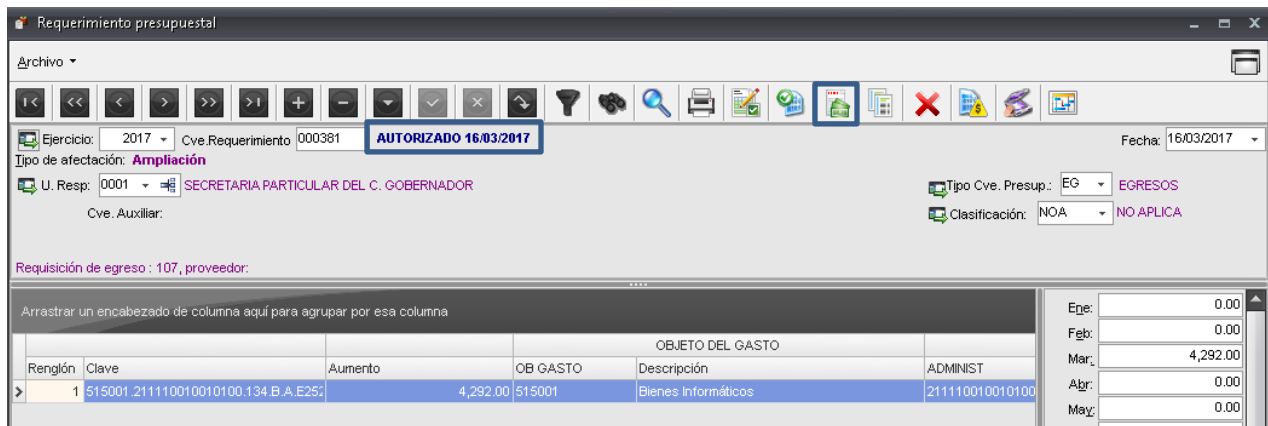 Requerimiento presupuestal
Archivo
Ejercicio: 2017 Cve.Requerimiento 000381 AUTORIZADO 16/03/2017 Fecha: 16/03/2017
Tipo de afectación: Ampliación
U. Resp: 0001 SECRETARIA PARTICULAR DEL C. GOBERNADOR Tipo Cve. Presup.: EG EGRESOS
Cve. Auxiliar: Clasificación: NOA NO APLICA
Requisición de egreso : 107, proveedor:
Arrastrar un encabezado de columna aquí para agrupar por esa columna
Ene: 0.00
Feb: 0.00
OBJETO DEL GASTO
Mar: 4,292.00
Renglón Clave Aumento OB GASTO Descripción ADMINIST
Abr: 0.00
1 515001.211110010010100.134.B.A.E252 4,292.00 515001 Bienes Informáticos 211110010010100
May: 0.00